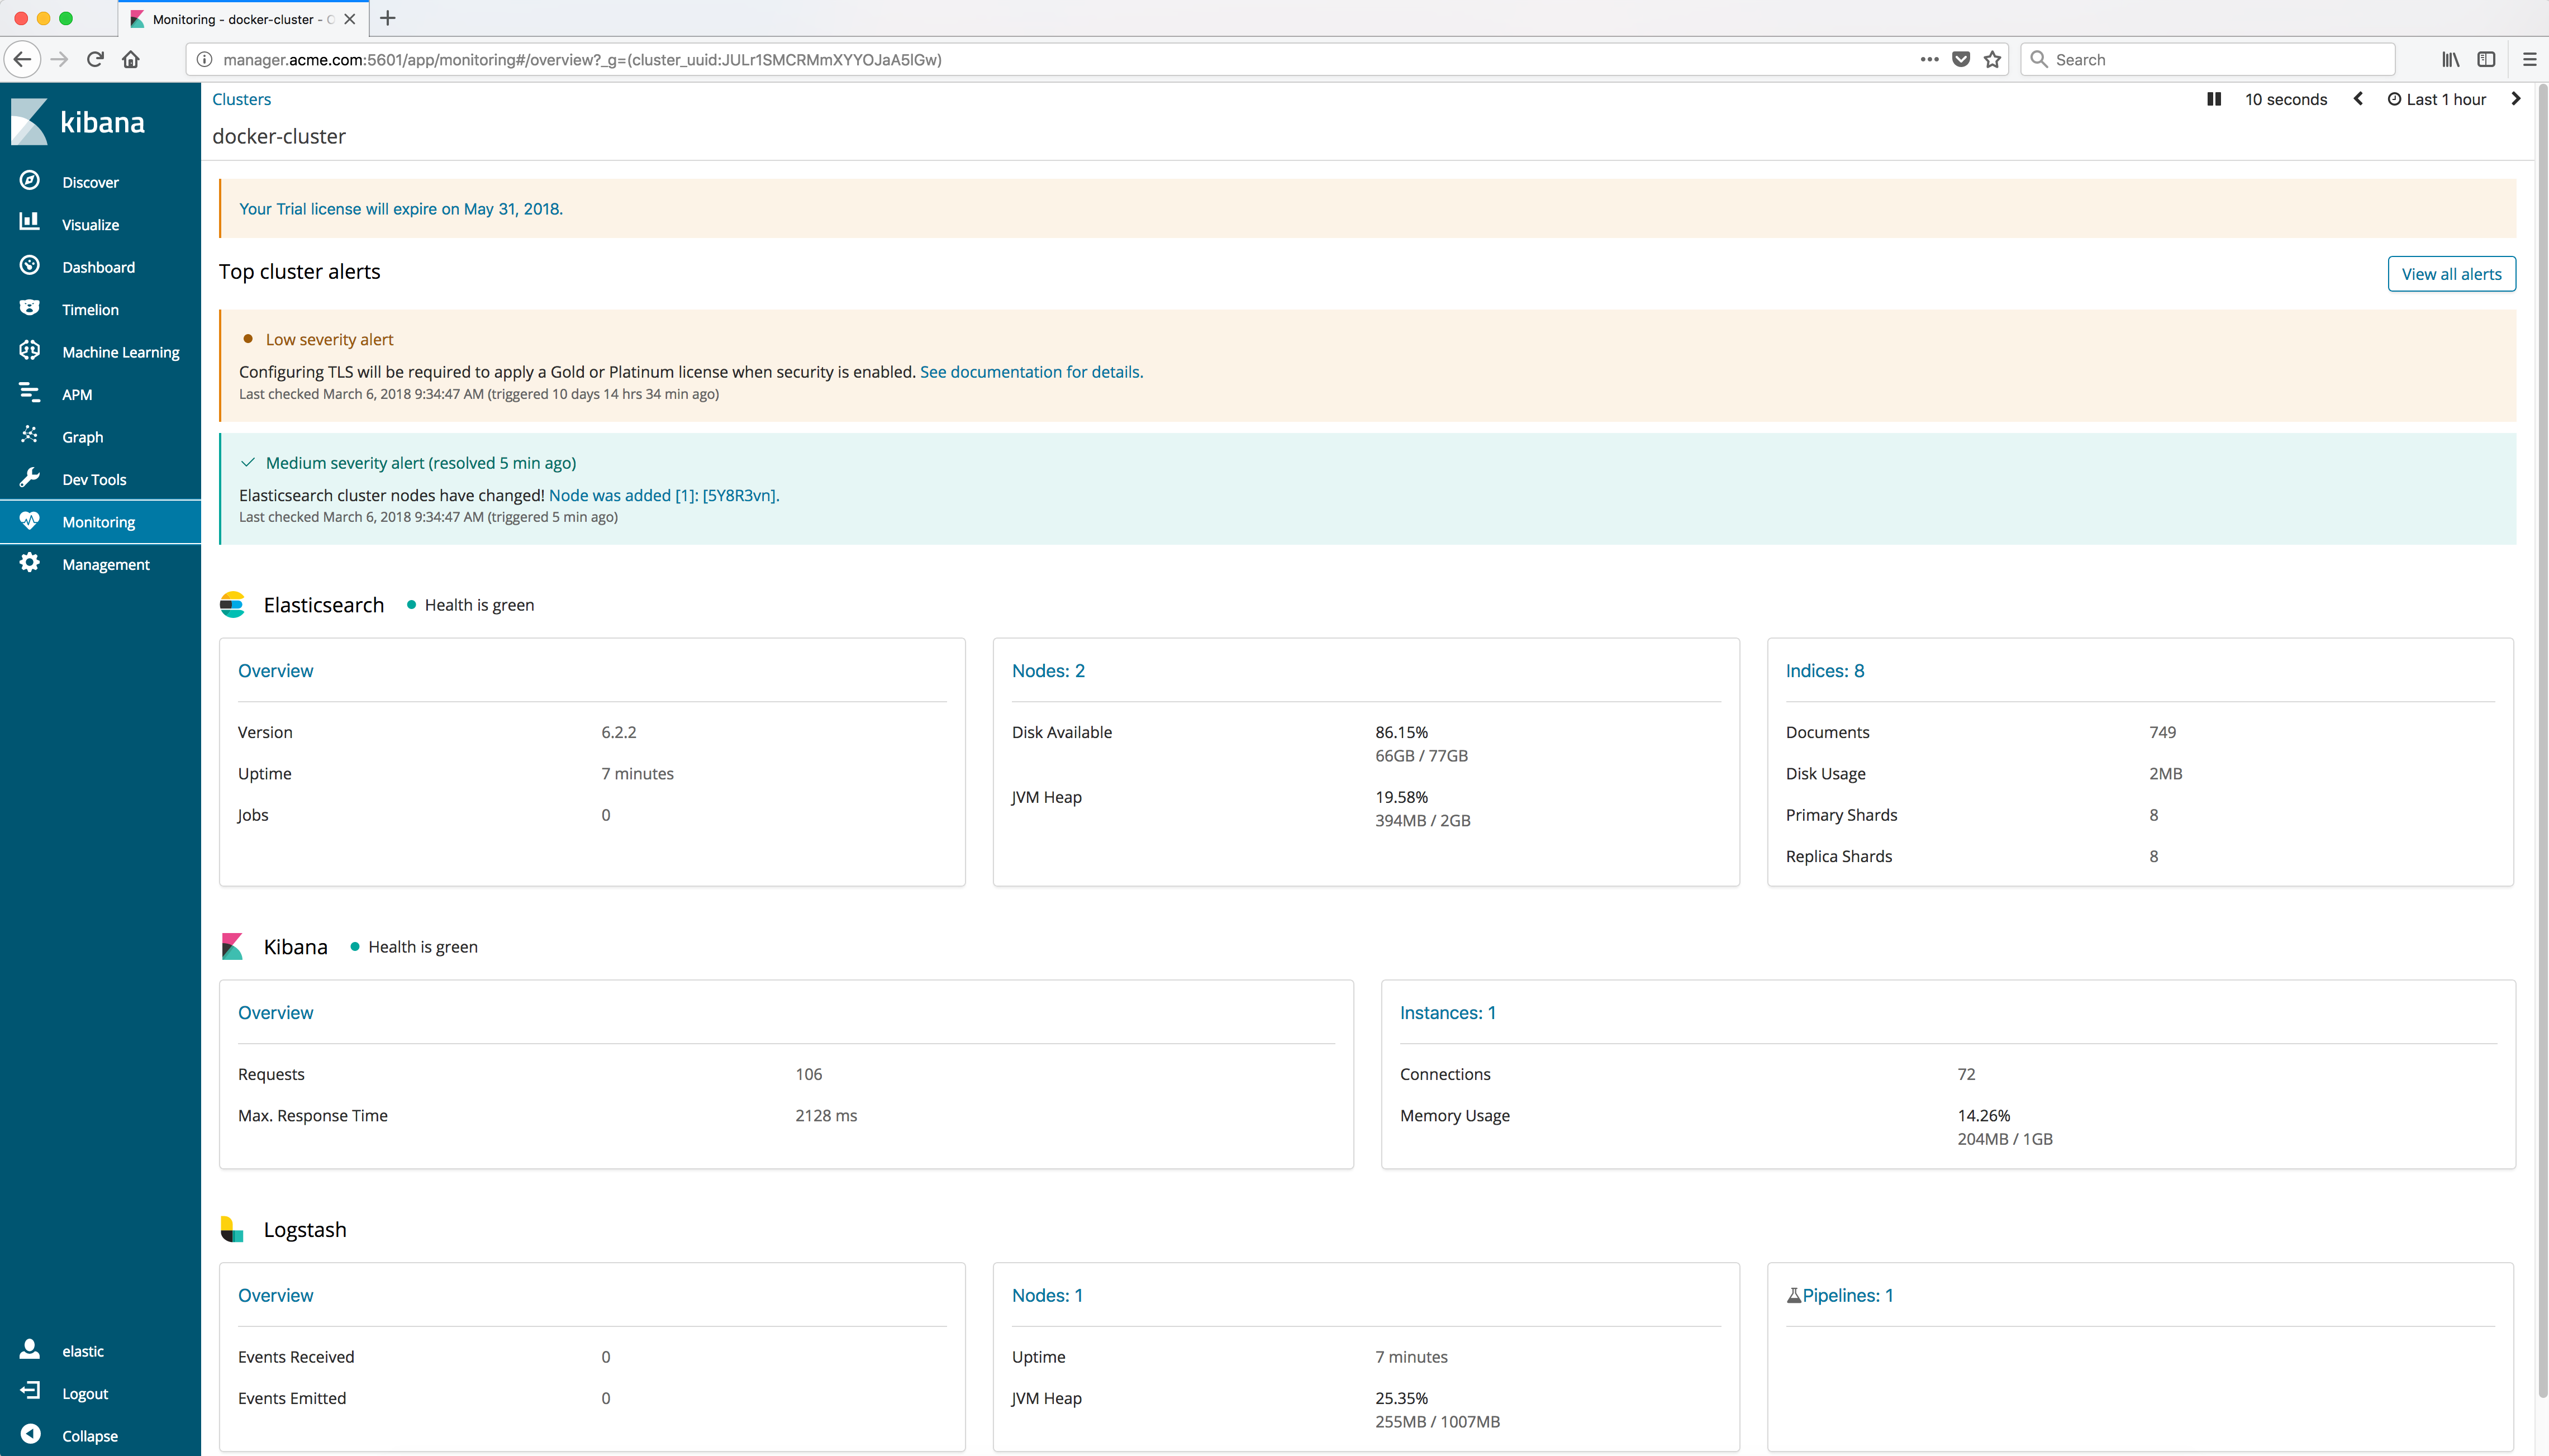 Monitoring - docker-cluster -
manager.acme.com:5601/app/monitoring#/overview?_g=(cluster_uuid:JULr1SMCRMmXYYOJaA5lGw)
Search
kibana
Discover
Visualize
Dashboard
Timelion
Machine Learning
APM
Graph
Dev Tools
Monitoring
Management
elastic
Logout
Collapse
Clusters
10 seconds
Last 1 hour
docker-cluster
Your Trial license will expire on May 31, 2018.
Top cluster alerts
View all alerts
Low severity alert
Configuring TLS will be required to apply a Gold or Platinum license when security is enabled. See documentation for details.
Last checked March 6, 2018 9:34:47 AM (triggered 10 days 14 hrs 34 min ago)
Medium severity alert (resolved 5 min ago)
Elasticsearch cluster nodes have changed! Node was added [1]: [5Y8R3vn].
Last checked March 6, 2018 9:34:47 AM (triggered 5 min ago)
Elasticsearch Health is green
Overview
Version 6.2.2
Uptime 7 minutes
Jobs 0
Nodes: 2
Disk Available 86.15%
66GB / 77GB
JVM Heap 19.58%
394MB / 2GB
Indices: 8
Documents 749
Disk Usage 2MB
Primary Shards 8
Replica Shards 8
Kibana Health is green
Overview
Requests 106
Max. Response Time 2128 ms
Instances: 1
Connections 72
Memory Usage 14.26%
204MB / 1GB
Logstash
Overview
Events Received 0
Events Emitted 0
Nodes: 1
Uptime 7 minutes
JVM Heap 25.35%
255MB / 1007MB
Pipelines: 1